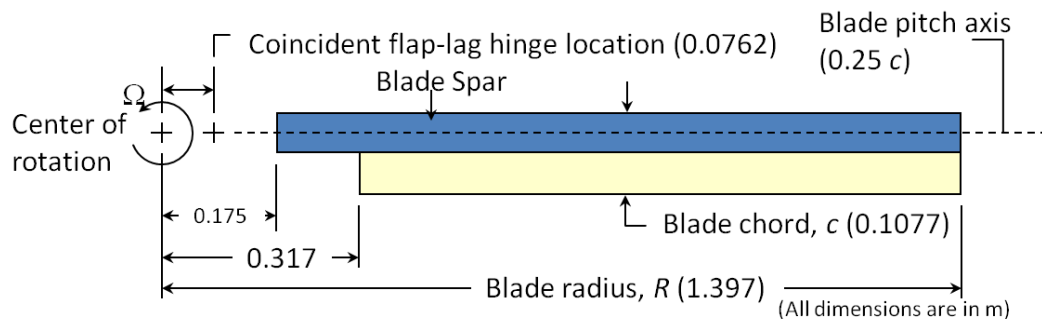 Coincident flap-lag hinge location (0.0762)
Blade Spar
Blade pitch axis
(0.25 c)
Ω
Center of
rotation
0.175
0.317
Blade chord, c (0.1077)
Blade radius, R (1.397)
(All dimensions are in m)